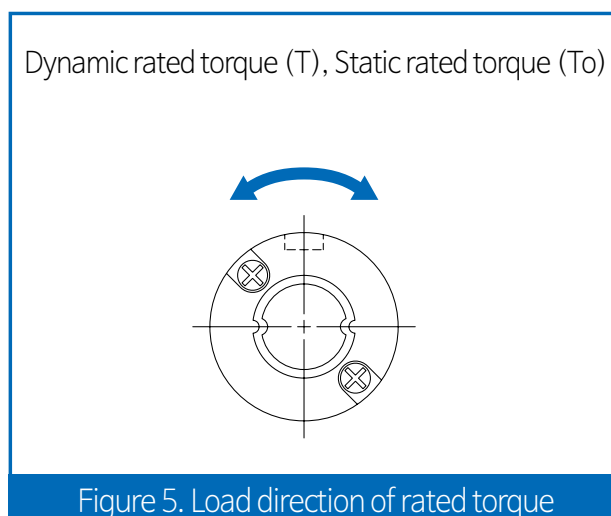 Dynamic rated torque (T), Static rated torque (To)
Figure 5. Load direction of rated torque